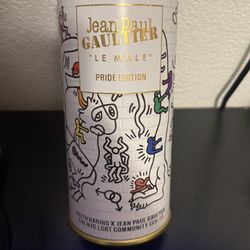 Jean Paul
GAULTIER
"LE MALE"
PRIDE EDITION
KEITH HARING X JEAN PAUL GAULTIER
THE NYC LGBT COMMUNITY CENTER